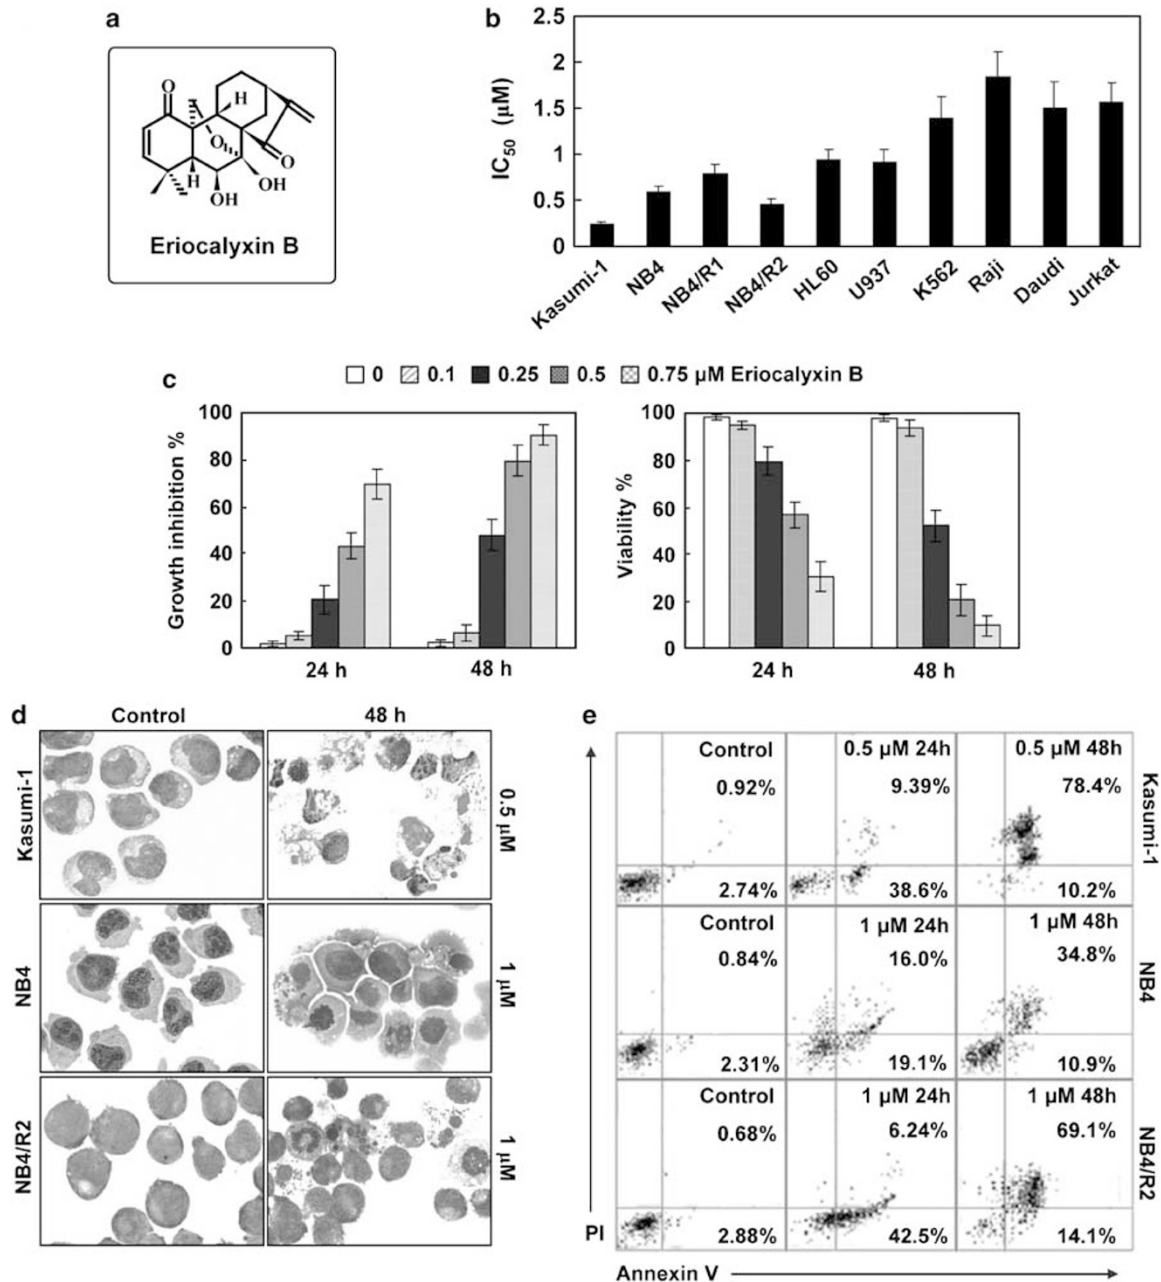 a
O
H
O
O
H
OH
OH
Eriocalyxin B
b
IC50 (μM)
2.5
2
1.5
1
0.5
0
Kasumi-1
NB4
NB4/R1
NB4/R2
HL60
U937
K562
Raji
Daudi
Jurkat
c
0 0.1 0.25 0.5 0.75 μM Eriocalyxin B
Growth inhibition %
100
80
60
40
20
0
24 h 48 h
Viability %
100
80
60
40
20
0
24 h 48 h
d
Control 48 h
Kasumi-1
0.5 μM
NB4
1 μM
NB4/R2
1 μM
e
Control 0.5 μM 24h 0.5 μM 48h
0.92% 9.39% 78.4%
2.74% 38.6% 10.2%
Kasumi-1
Control 1 μM 24h 1 μM 48h
0.84% 16.0% 34.8%
2.31% 19.1% 10.9%
NB4
Control 1 μM 24h 1 μM 48h
0.68% 6.24% 69.1%
2.88% 42.5% 14.1%
NB4/R2
PI
Annexin V